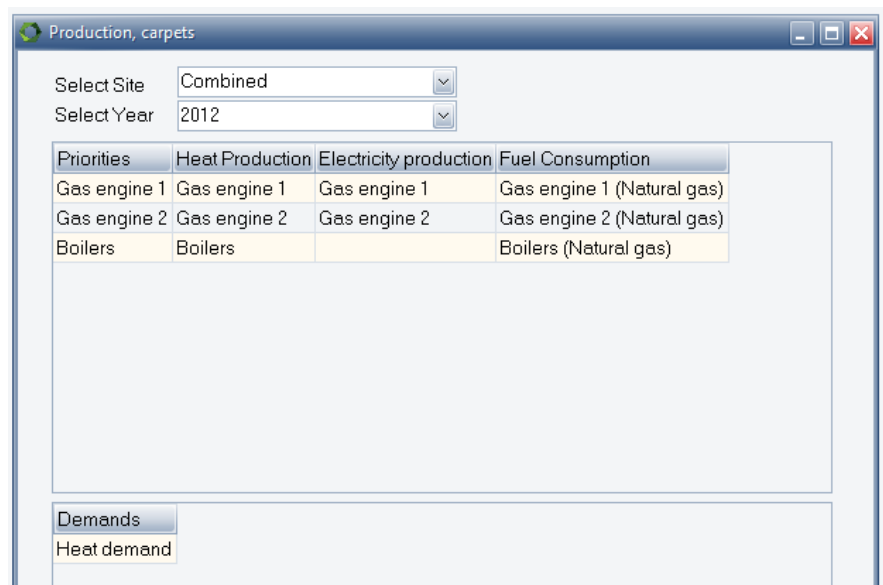 Production, carpets
Select Site Combined
Select Year 2012
Priorities Heat Production Electricity production Fuel Consumption
Gas engine 1 Gas engine 1 Gas engine 1 Gas engine 1 (Natural gas)
Gas engine 2 Gas engine 2 Gas engine 2 Gas engine 2 (Natural gas)
Boilers Boilers Boilers (Natural gas)
Demands
Heat demand